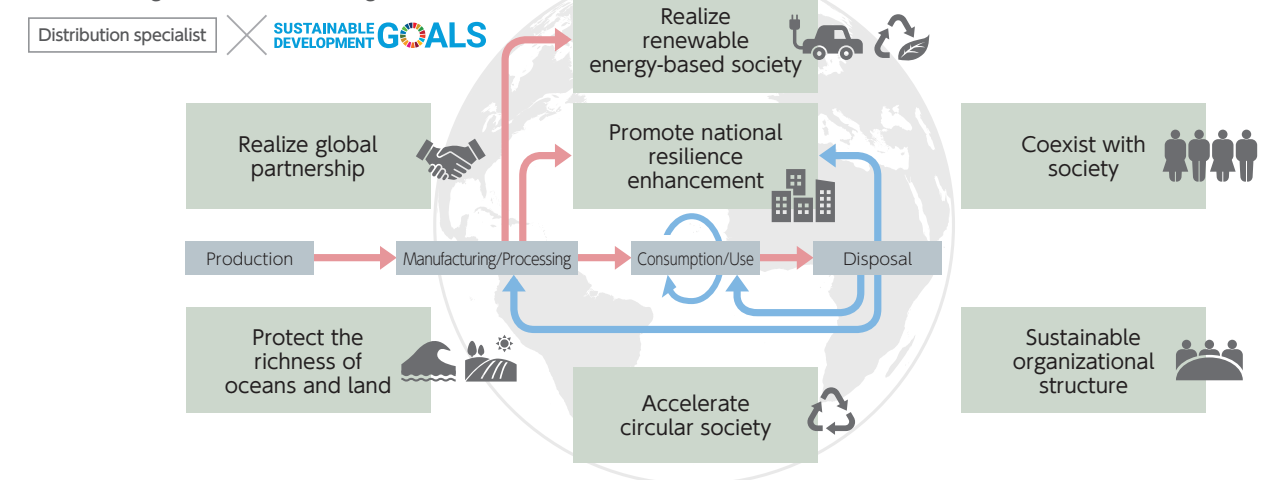 Distribution specialist
SUSTAINABLE
DEVELOPMENT
GOALS
Realize
renewable
energy-based society
Realize global
partnership
Promote national
resilience
enhancement
Coexist with
society
Production
Manufacturing/Processing
Consumption/Use
Disposal
Protect the
richness of
oceans and land
Accelerate
circular society
Sustainable
organizational
structure